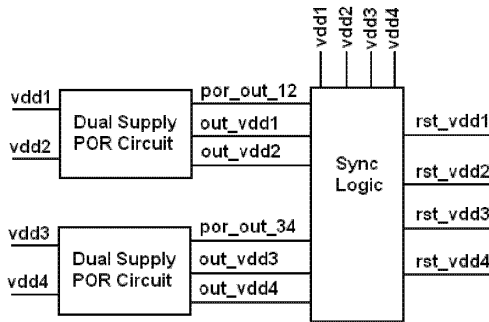 vdd1
vdd2
vdd3
vdd4
vdd1
vdd2
Dual Supply
POR Circuit
por_out_12
out_vdd1
out_vdd2
Sync
Logic
rst_vdd1
rst_vdd2
rst_vdd3
rst_vdd4
vdd3
vdd4
Dual Supply
POR Circuit
por_out_34
out_vdd3
out_vdd4